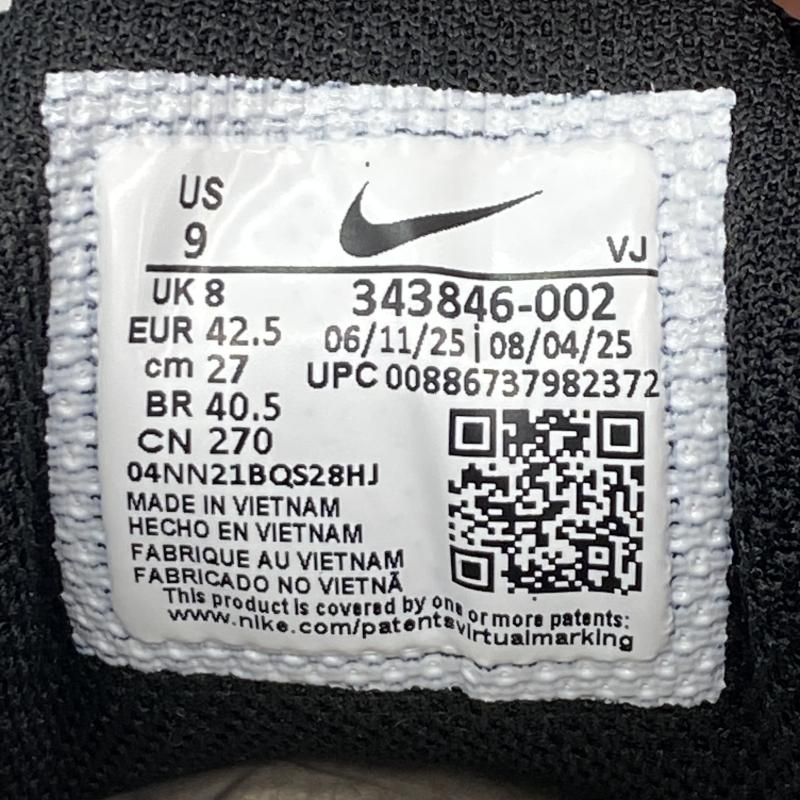 US
9
VJ
UK 8
343846-002
EUR 42.5
06/11/25|08/04/25
cm 27
UPC 00886737982372
BR 40.5
CN 270
04NN21BQS28HJ
MADE IN VIETNAM
HECHO EN VIETNAM
FABRIQUE AU VIETNAM
FABRICADO NO VIETNÃ
This product is covered by one or more patents:
www.nike.com/patentsvirtualmarking